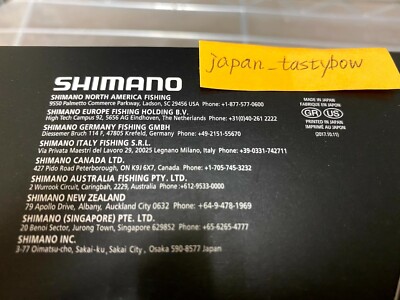 japan_tastypow
SHIMANO
SHIMANO NORTH AMERICA FISHING
9550 Palmetto Commerce Parkway, Ladson, SC 29456 USA Phone:+1-877-577-0600
SHIMANO EUROPE FISHING HOLDING B.V.
High Tech Campus 92, 5656 AG Eindhoven, The Netherlands Phone: +31(0)40-261 2222
SHIMANO GERMANY FISHING GMBH
Diessemer Bruch 114 F, 47805 Krefeld, Germany Phone:+49-2151-55670
SHIMANO ITALY FISHING S.R.L.
Via Privata Maestri del Lavoro 29, 20025 Legnano Milano, Italy Phone:+39-0331-742711
SHIMANO CANADA LTD.
427 Pido Road Peterborough, ON K9J 6X7, Canada Phone:+1-705-745-3232
SHIMANO AUSTRALIA FISHING PTY. LTD.
2 Wurrook Circuit, Caringbah, 2229, Australia Phone:+612-9533-0000
SHIMANO NEW ZEALAND
79 Apollo Drive, Albany, Auckland City 0632 Phone: +64-9-478-1969
SHIMANO (SINGAPORE) PTE. LTD.
20 Benoi Sector, Jurong Town, Singapore 629852 Phone: +65-6265-4777
SHIMANO INC.
3-77 Oimatsu-cho, Sakai-ku, Sakai City, Osaka 590-8577 Japan
MADE IN JAPAN
FABRIQUE EN JAPON
US
PRINTED IN JAPAN
IMPRIMÉ AU JAPON
(2017.10.11)